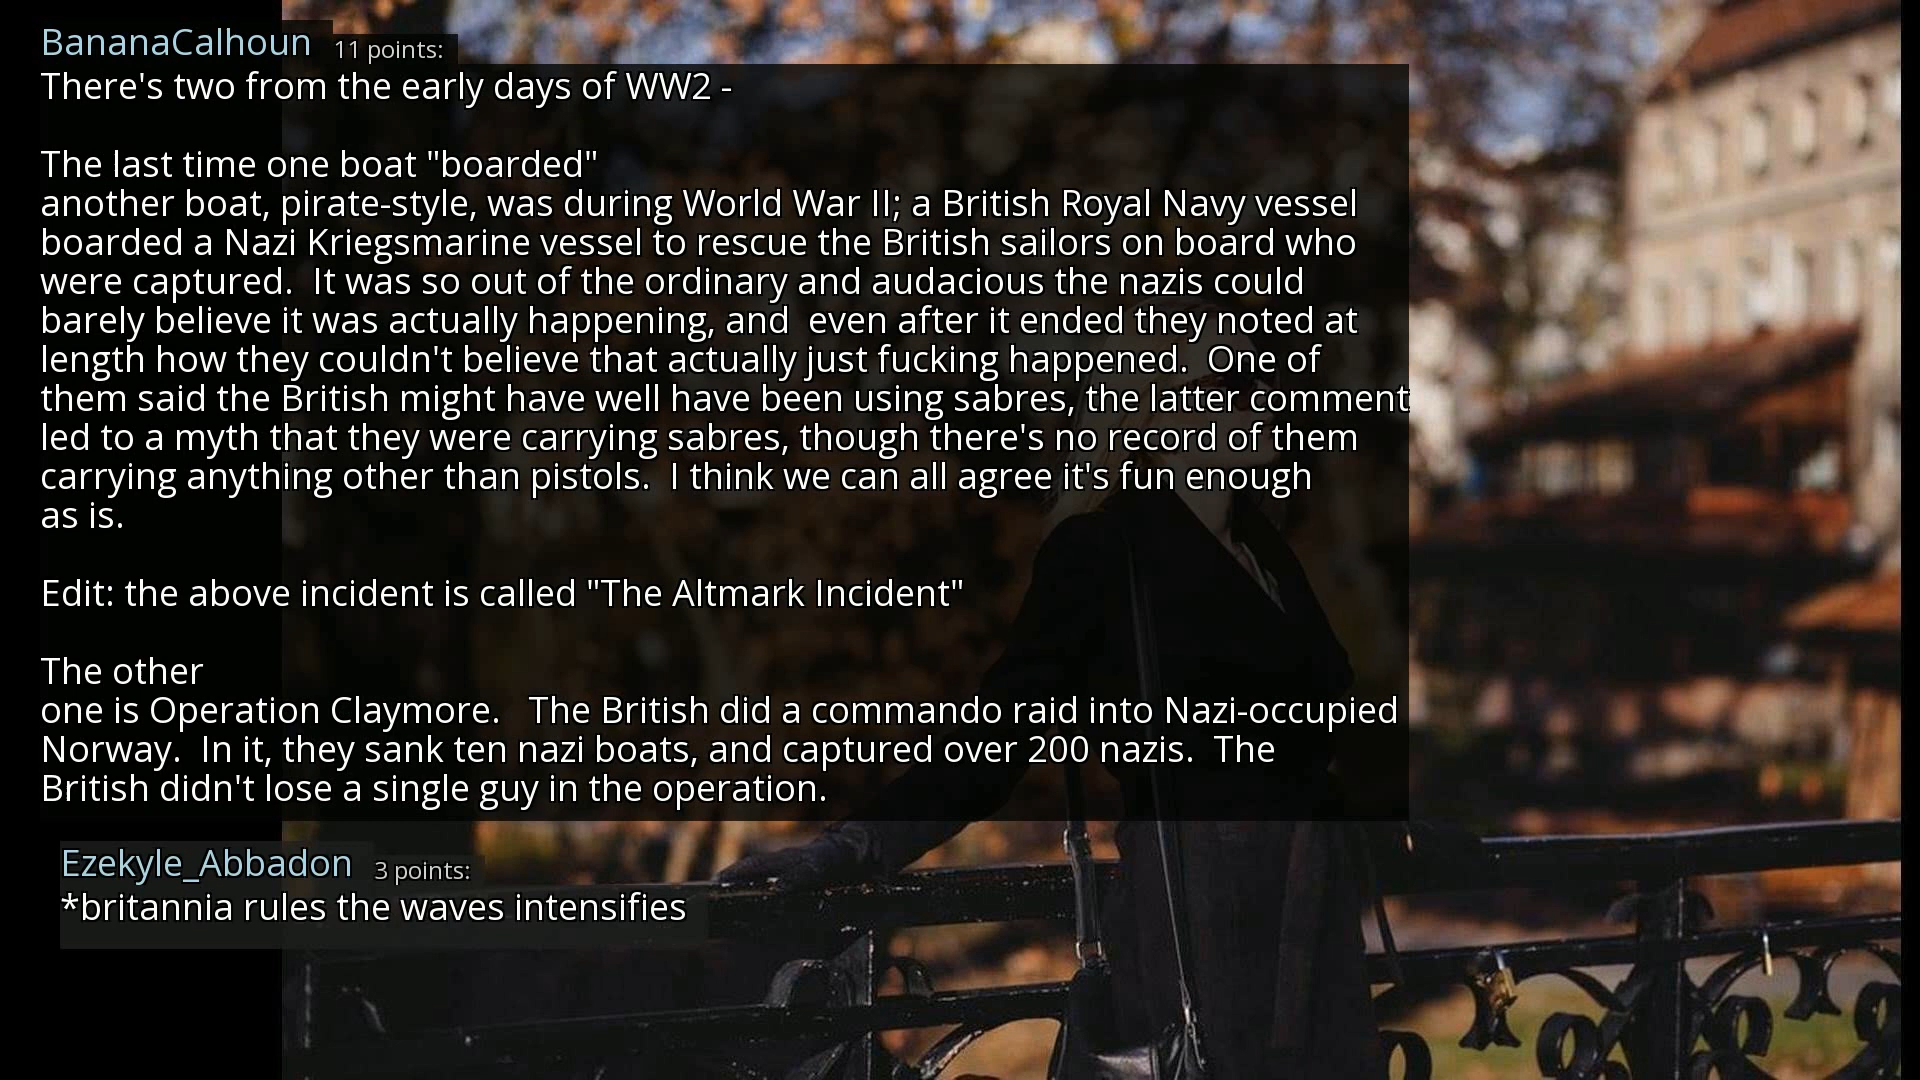 BananaCalhoun 11 points:
There's two from the early days of WW2 -
The last time one boat "boarded"
another boat, pirate-style, was during World War II; a British Royal Navy vessel
boarded a Nazi Kriegsmarine vessel to rescue the British sailors on board who
were captured.  It was so out of the ordinary and audacious the nazis could
barely believe it was actually happening, and  even after it ended they noted at
length how they couldn't believe that actually just fucking happened.  One of
them said the British might have well have been using sabres, the latter comment
led to a myth that they were carrying sabres, though there's no record of them
carrying anything other than pistols.  I think we can all agree it's fun enough
as is.
Edit: the above incident is called "The Altmark Incident"
The other
one is Operation Claymore.   The British did a commando raid into Nazi-occupied
Norway.  In it, they sank ten nazi boats, and captured over 200 nazis.  The
British didn't lose a single guy in the operation.
Ezekyle_Abbadon 3 points:
*britannia rules the waves intensifies